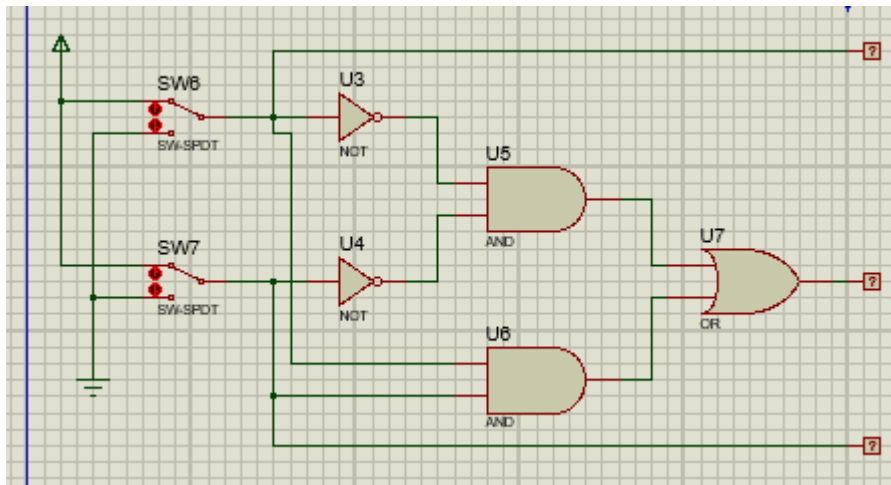 ?
SW6
SW-SPDT
U3
NOT
U5
AND
SW7
SW-SPDT
U4
NOT
U7
OR
?
U6
AND
?